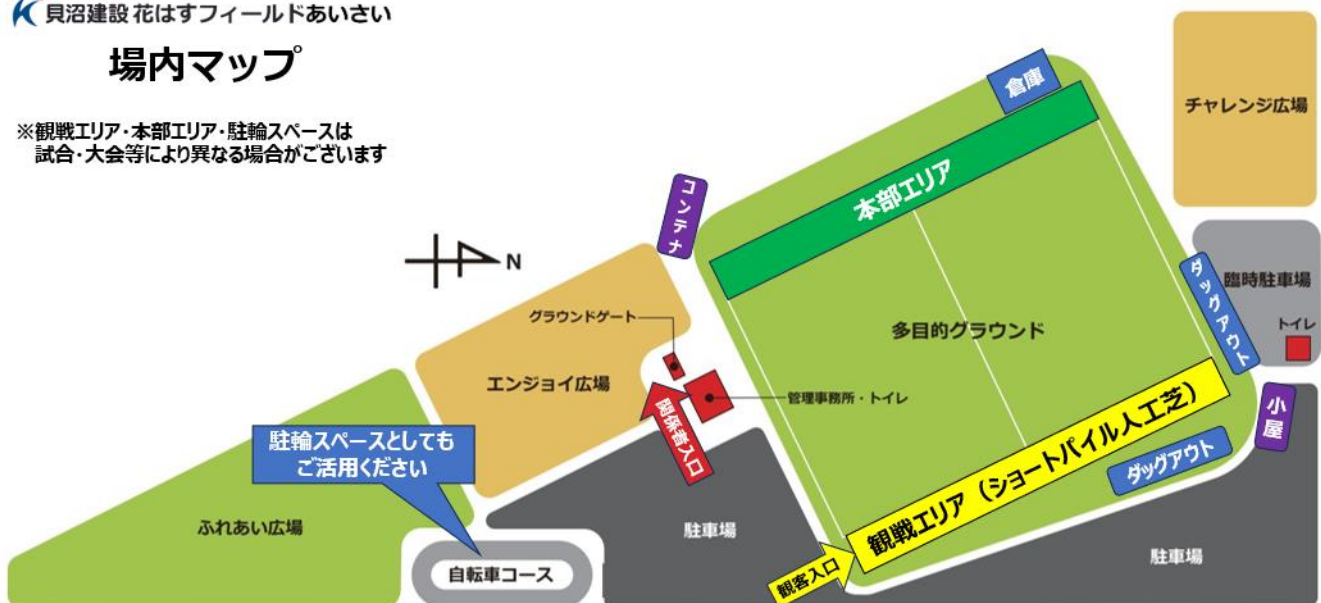 貝沼建設 花はすフィールドあいさい
場内マップ
※観戦エリア・本部エリア・駐輪スペースは
試合・大会等により異なる場合がございます
倉庫
チャレンジ広場
本部エリア
コンテナ
N
ダッグアウト
臨時駐車場
トイレ
グラウンドゲート
多目的グラウンド
エンジョイ広場
管理事務所・トイレ
関係者入口
小屋
駐輪スペースとしても
ご活用ください
観戦エリア（ショートパイル人工芝）
ダッグアウト
ふれあい広場
駐車場
駐車場
自転車コース
観客入口